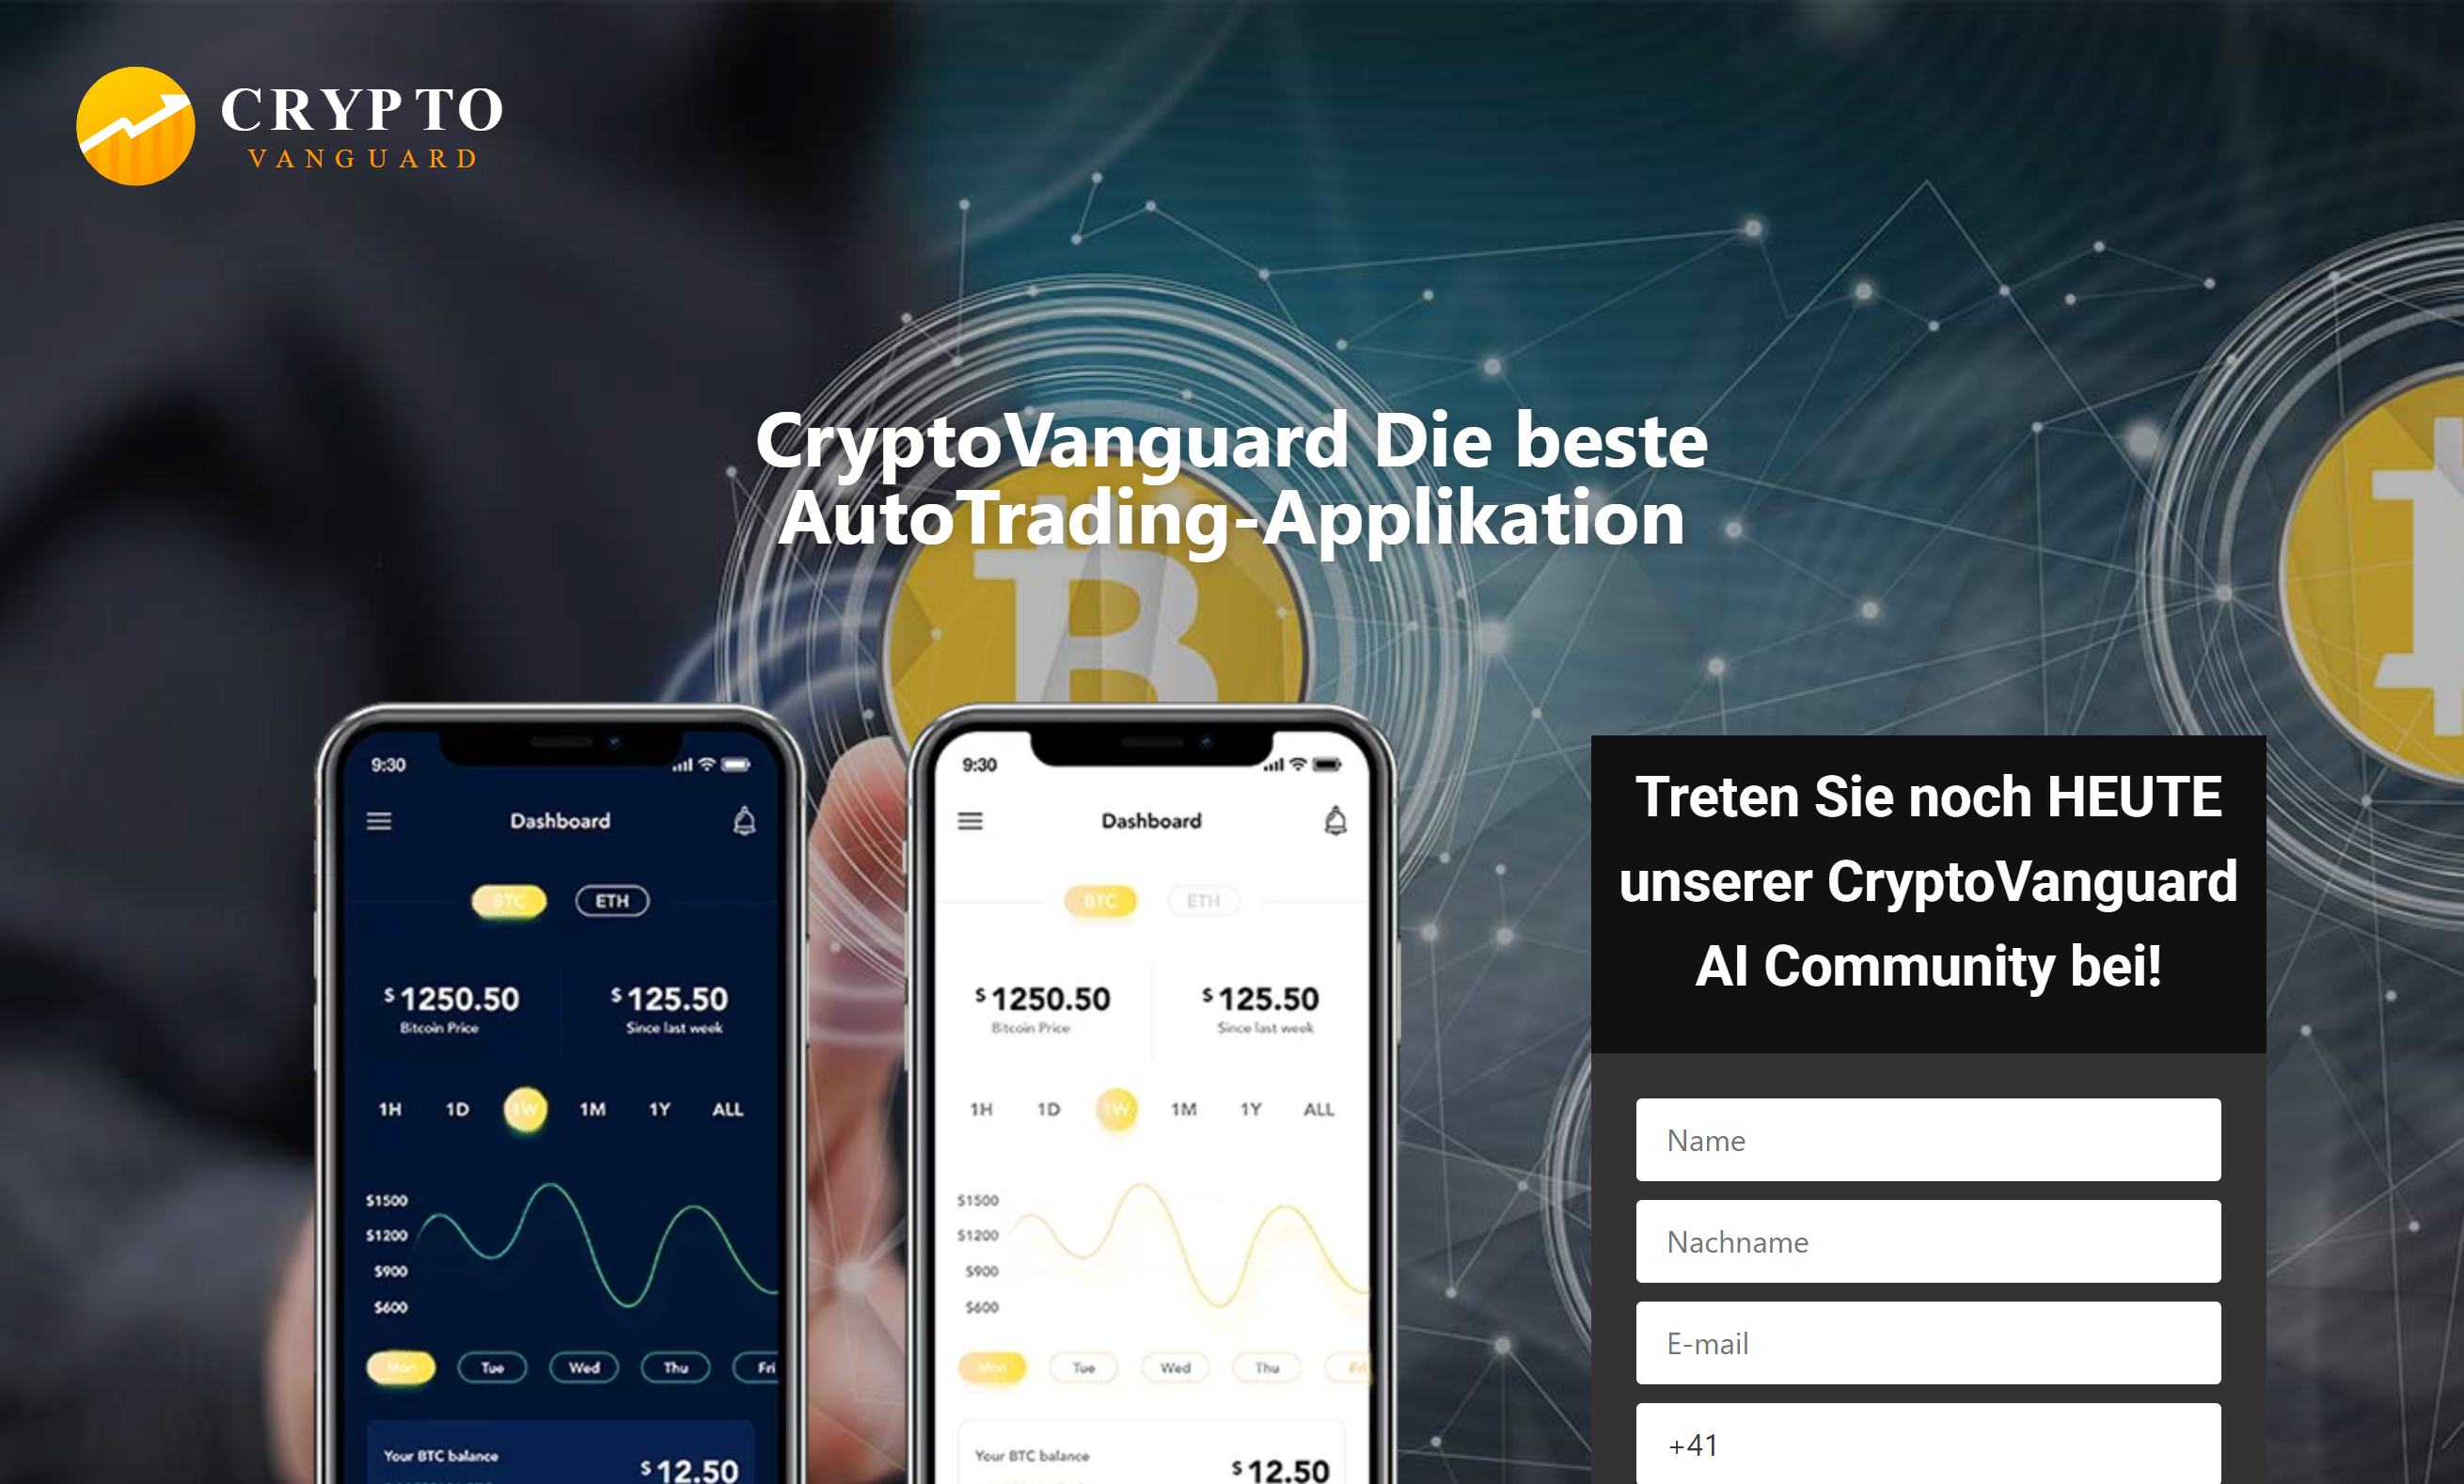 CRYPTO
VANGUARD
CryptoVanguard Die beste
AutoTrading-Applikation
9:30
Dashboard
BTC ETH
$1250.50 $125.50
Bitcoin Price Since last week
1H 1D 1W 1M 1Y ALL
$1500
$1200
$900
$600
Mon Tue Wed Thu Fri
Your BTC balance
$12.50
9:30
Dashboard
BTC ETH
$1250.50 $125.50
Bitcoin Price Since last week
1H 1D 1W 1M 1Y ALL
$1500
$1200
$900
$600
Mon Tue Wed Thu Fri
Your BTC balance
$12.50
Treten Sie noch HEUTE
unserer CryptoVanguard
AI Community bei!
Name
Nachname
E-mail
+41